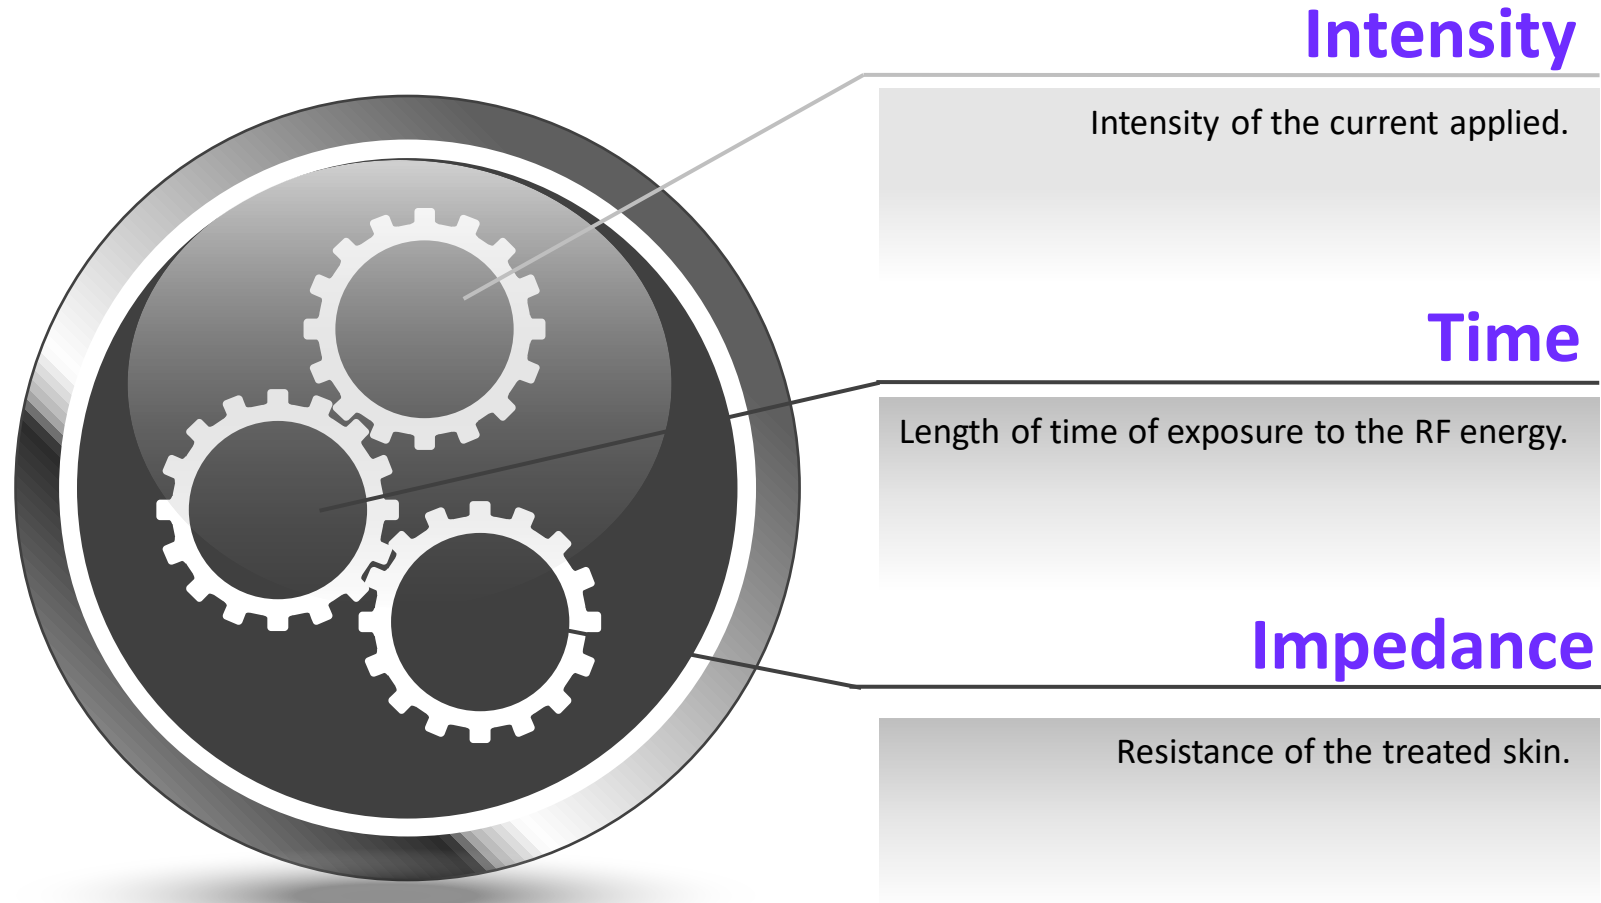 Intensity
Intensity of the current applied.
Time
Length of time of exposure to the RF energy.
Impedance
Resistance of the treated skin.